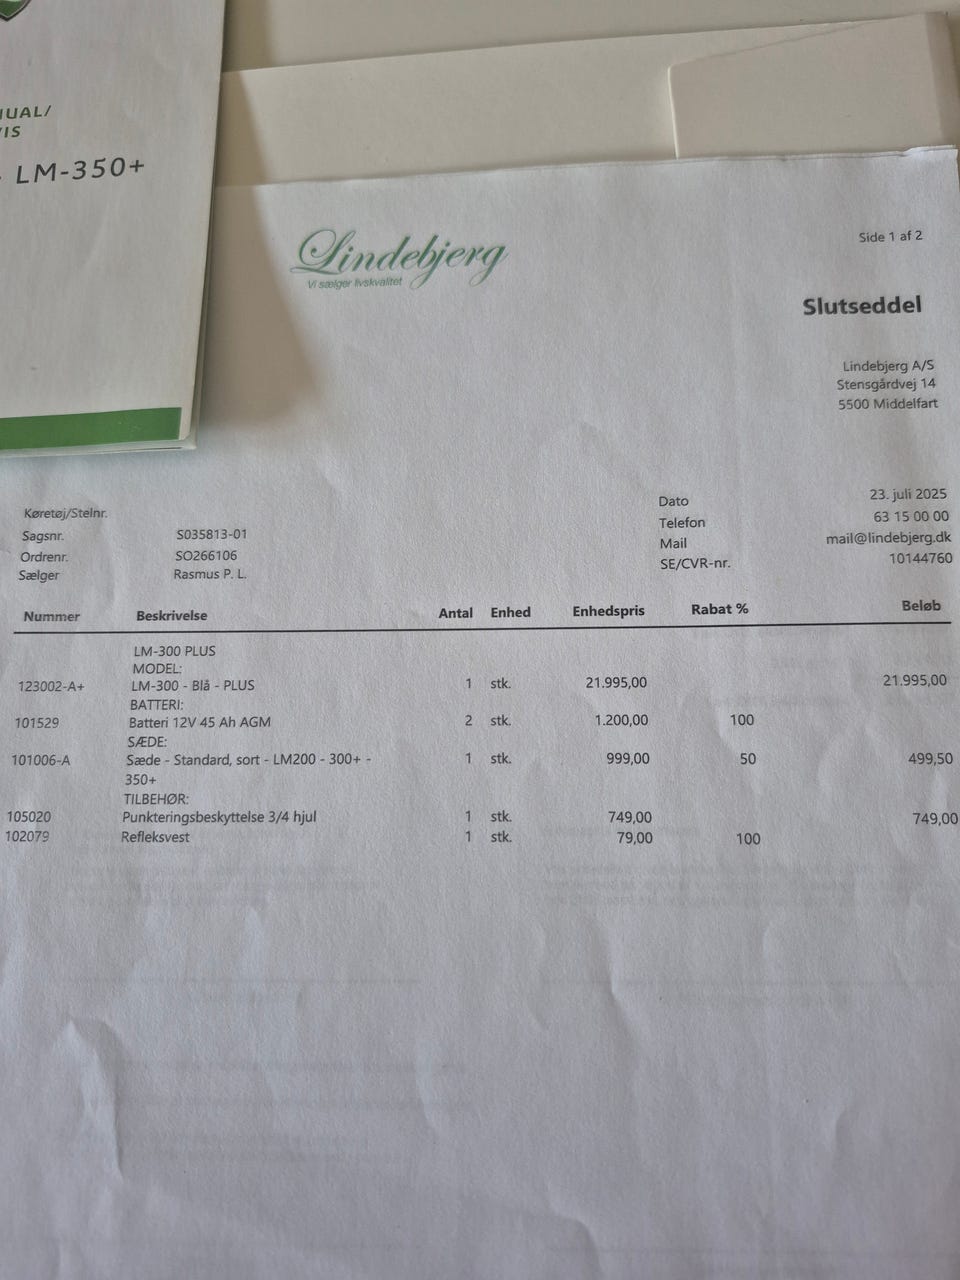 LM-350+
Lindebjerg
Vi sælger livskvalitet
Side 1 af 2
Slutseddel
Lindebjerg A/S
Stensgårdvej 14
5500 Middelfart
Køretøj/Stelnr.
Sagsnr. S035813-01
Ordrenr. SO266106
Sælger Rasmus P. L.
Dato 23. juli 2025
Telefon 63 15 00 00
Mail mail@lindebjerg.dk
SE/CVR-nr. 10144760
Nummer Beskrivelse Antal Enhed Enhedspris Rabat % Beløb
LM-300 PLUS
MODEL:
123002-A+ LM-300 - Blå - PLUS 1 stk. 21.995,00 21.995,00
BATTERI:
101529 Batteri 12V 45 Ah AGM 2 stk. 1.200,00 100
SÆDE:
101006-A Sæde - Standard, sort - LM200 - 300+ - 1 stk. 999,00 50 499,50
350+
TILBEHØR:
105020 Punkteringsbeskyttelse 3/4 hjul 1 stk. 749,00 749,00
102079 Refleksvest 1 stk. 79,00 100